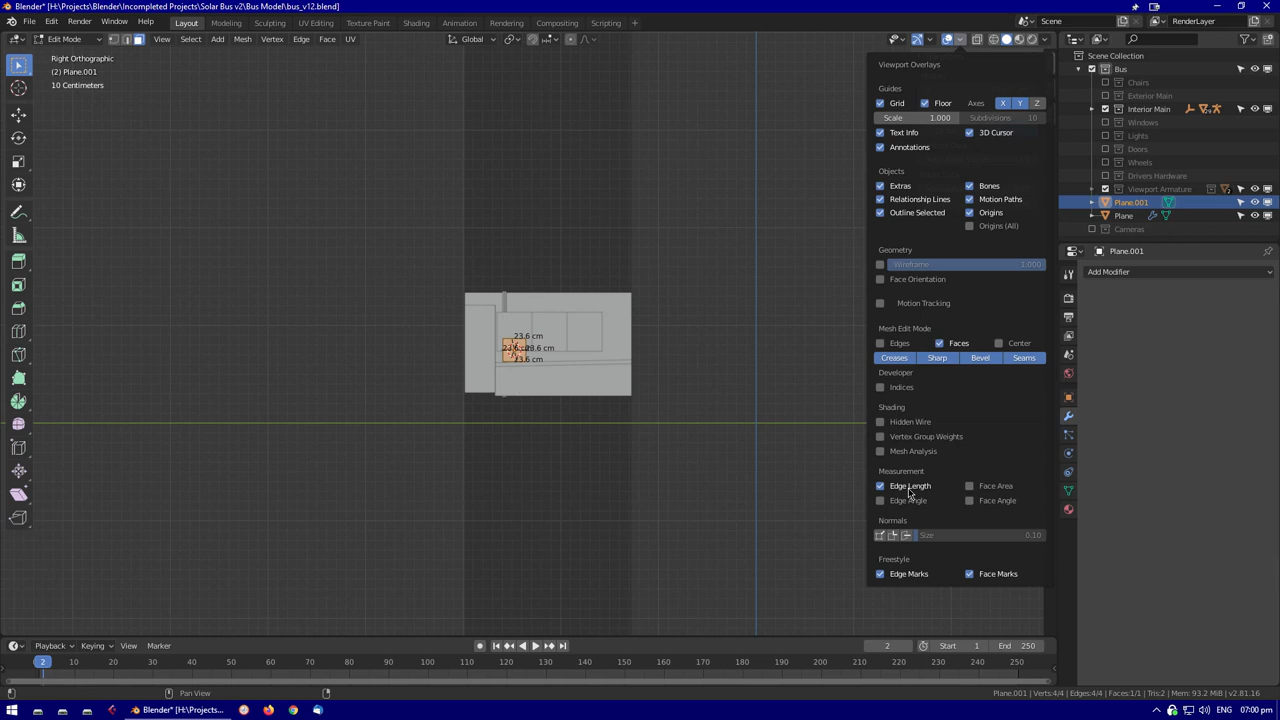 Blender* [H:\Projects\Incompleted Projects\Solar Bus v2\Bus Model\bus_v12.blend]
File Edit Render Window Help Layout Modeling Sculpting UV Editing Texture Paint Shading Animation Rendering Compositing Scripting + Scene RenderLayer
Edit Mode View Select Add Mesh Vertex Edge Face UV Global
Right Orthographic
(2) Plane.001
10 Centimeters
23.6 cm
23.6 cm
23.6 cm
Viewport Overlays
Guides
Grid Floor Axes X Y Z
Scale 1.000 Subdivisions 10
Text Info 3D Cursor
Annotations
Objects
Extras Bones
Relationship Lines Motion Paths
Outline Selected Origins
Origins (All)
Geometry
Wireframe 1.000
Face Orientation
Motion Tracking
Mesh Edit Mode
Edges Faces Center
Creases Sharp Bevel Seams
Developer
Indices
Shading
Hidden Wire
Vertex Group Weights
Mesh Analysis
Measurement
Edge Length Face Area
Edge Angle Face Angle
Normals
Size 0.10
Freestyle
Edge Marks Face Marks
Scene Collection
Bus
Chairs
Exterior Main
Interior Main
Windows
Lights
Doors
Wheels
Drivers Hardware
Viewport Armature
Plane.001
Plane
Cameras
Plane.001
Add Modifier
Playback Keying View Marker 2 Start 1 End 250
2 10 20 30 40 50 60 70 80 90 100 110 120 130 140 150 160 170 180 190 200 210 220 230 240 250
Pan View Plane.001 | Verts:4/4 | Edges:4/4 | Faces:1/1 | Tris:2 | Mem: 93.2 MiB | v2.81.16
Blender* [H:\Projects... ENG 07:00 pm